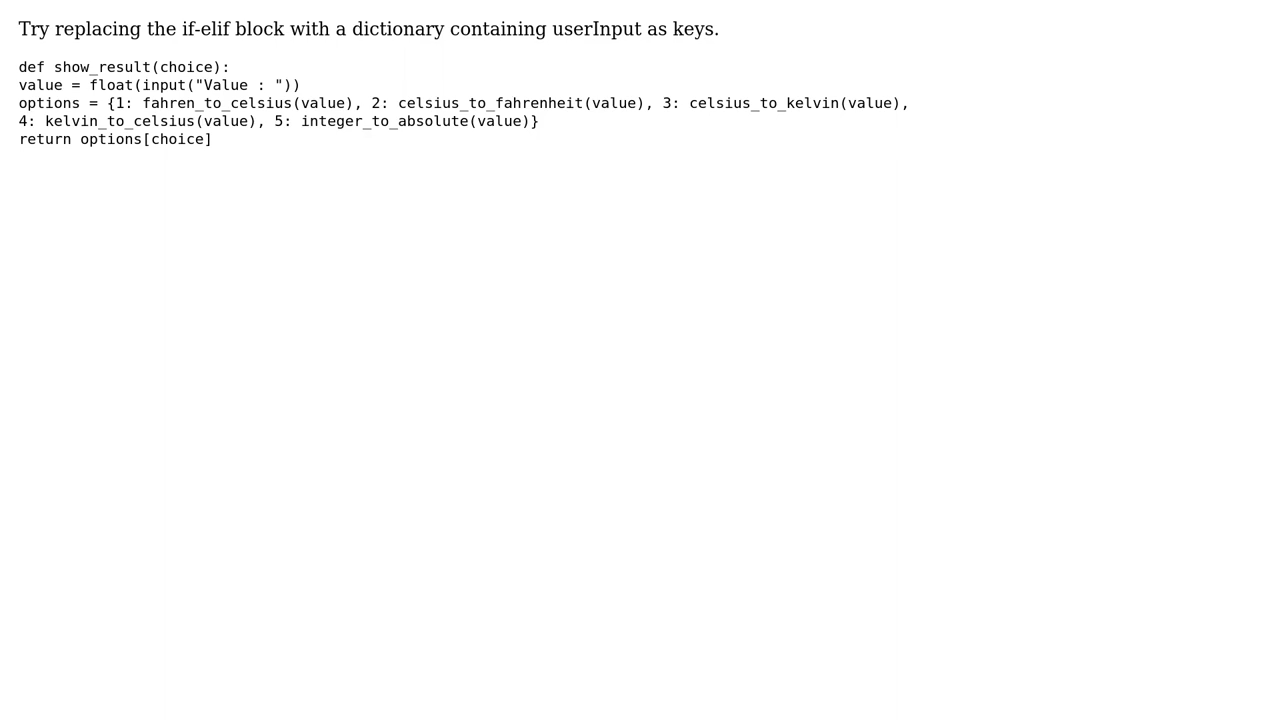 Try replacing the if-elif block with a dictionary containing userInput as keys.
def show_result(choice):
value = float(input("Value : "))
options = {1: fahren_to_celsius(value), 2: celsius_to_fahrenheit(value), 3: celsius_to_kelvin(value),
4: kelvin_to_celsius(value), 5: integer_to_absolute(value)}
return options[choice]